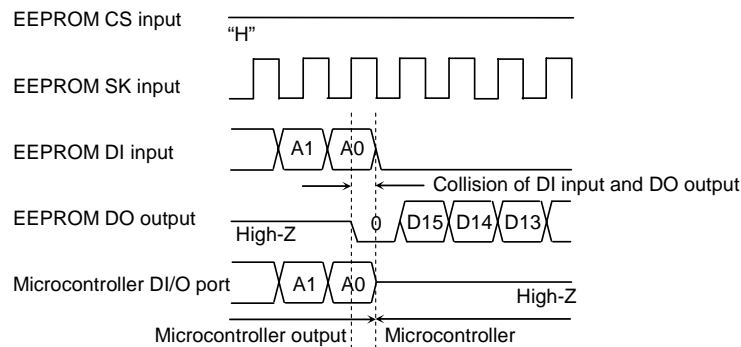 EEPROM CS input
“H”
EEPROM SK input
EEPROM DI input
A1 A0
Collision of DI input and DO output
EEPROM DO output
High-Z
0 D15 D14 D13
Microcontroller DI/O port
A1 A0
High-Z
Microcontroller output Microcontroller